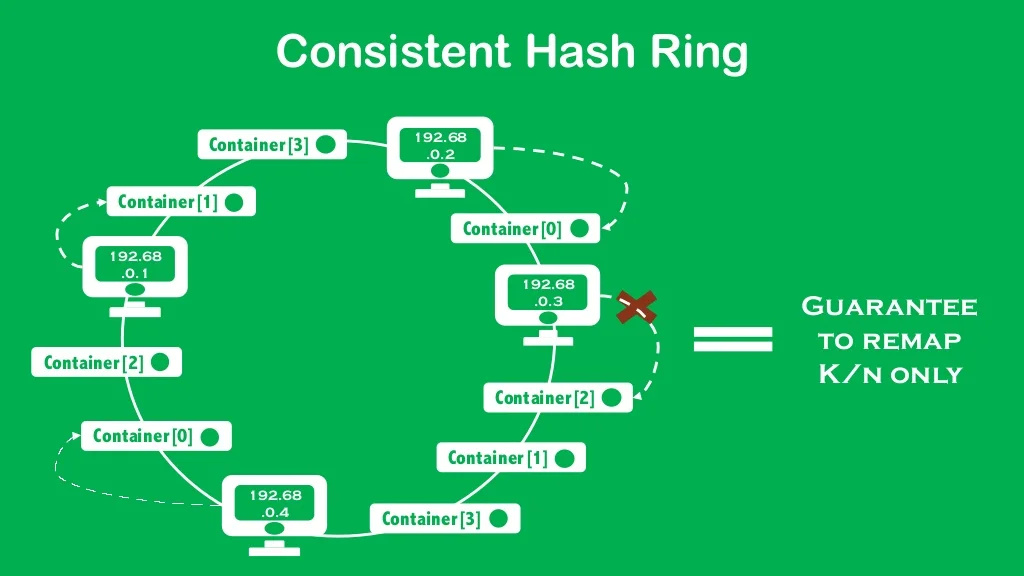 Consistent Hash Ring
Container[3]
192.68
.0.2
Container[1]
Container[0]
192.68
.0.1
192.68
.0.3
Container[2]
Container[2]
Container[0]
Container[1]
192.68
.0.4
Container[3]
GUARANTEE
TO REMAP
K/n ONLY